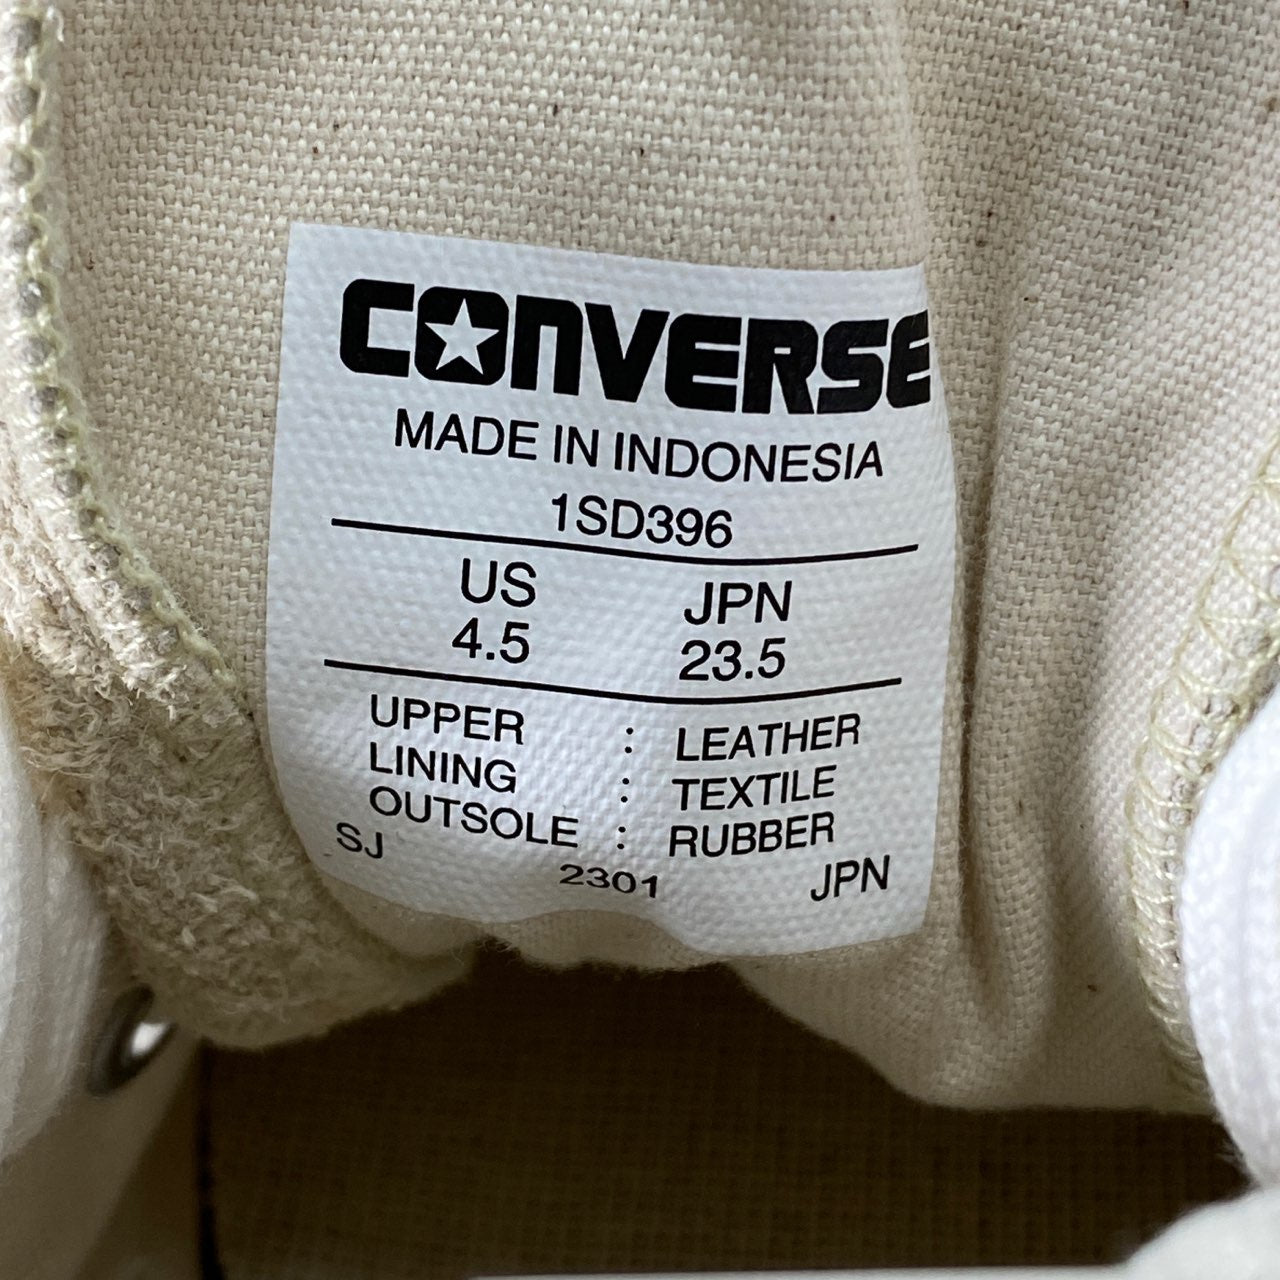 CONVERSE
MADE IN INDONESIA
1SD396
US JPN
4.5 23.5
UPPER : LEATHER
LINING : TEXTILE
OUTSOLE : RUBBER
SJ 2301 JPN